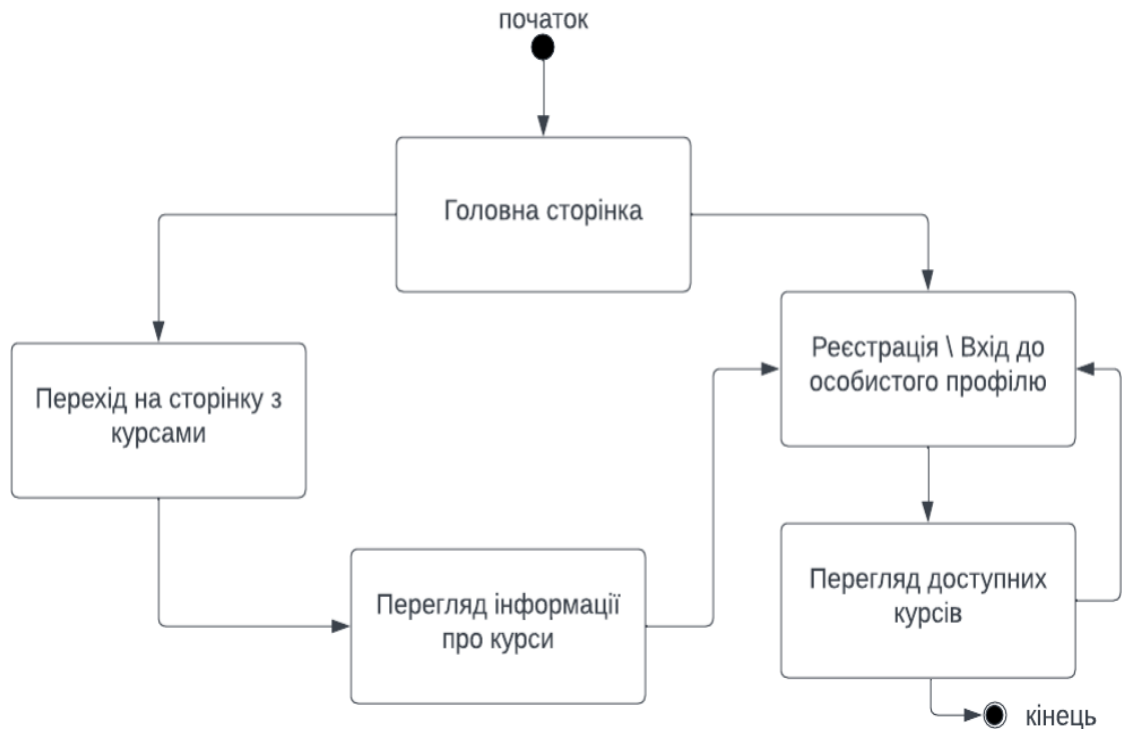 початок
Головна сторінка
Реєстрація \ Вхід до
особистого профілю
Перехід на сторінку з
курсами
Перегляд інформації
про курси
Перегляд доступних
курсів
кінець